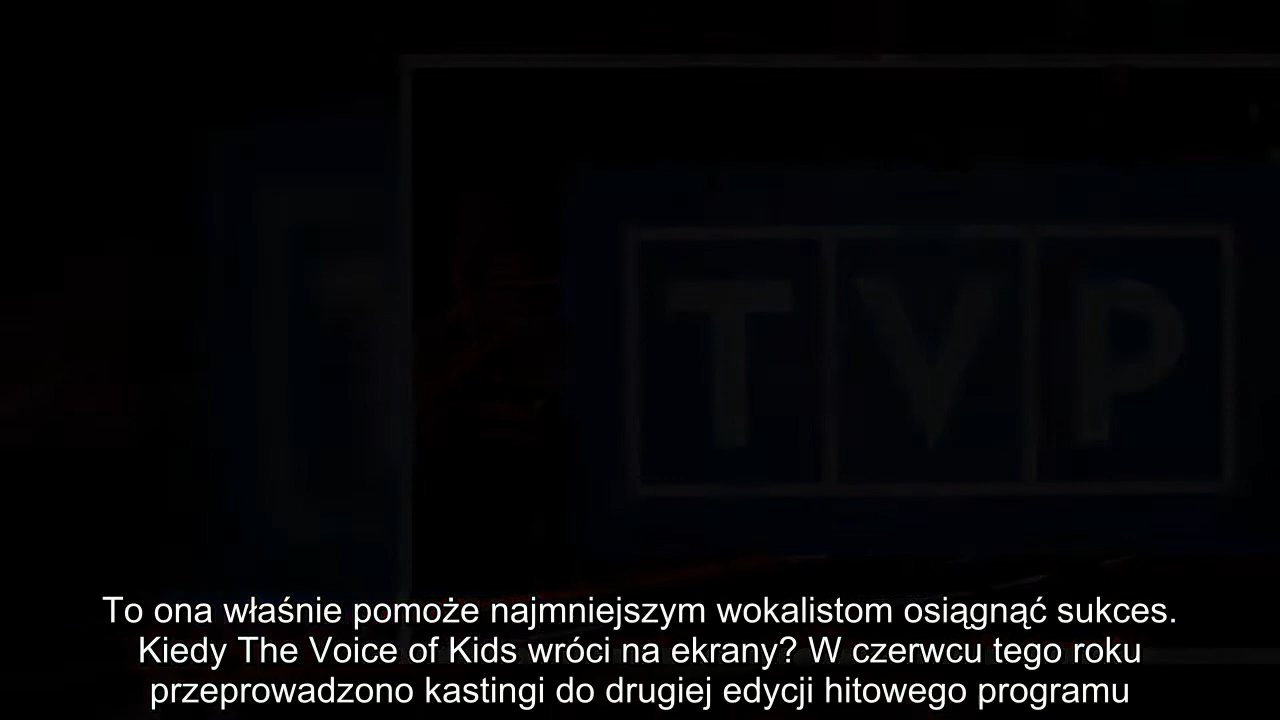 TVP
To ona właśnie pomoże najmniejszym wokalistom osiągnąć sukces.
Kiedy The Voice of Kids wróci na ekrany? W czerwcu tego roku
przeprowadzono kastingi do drugiej edycji hitowego programu